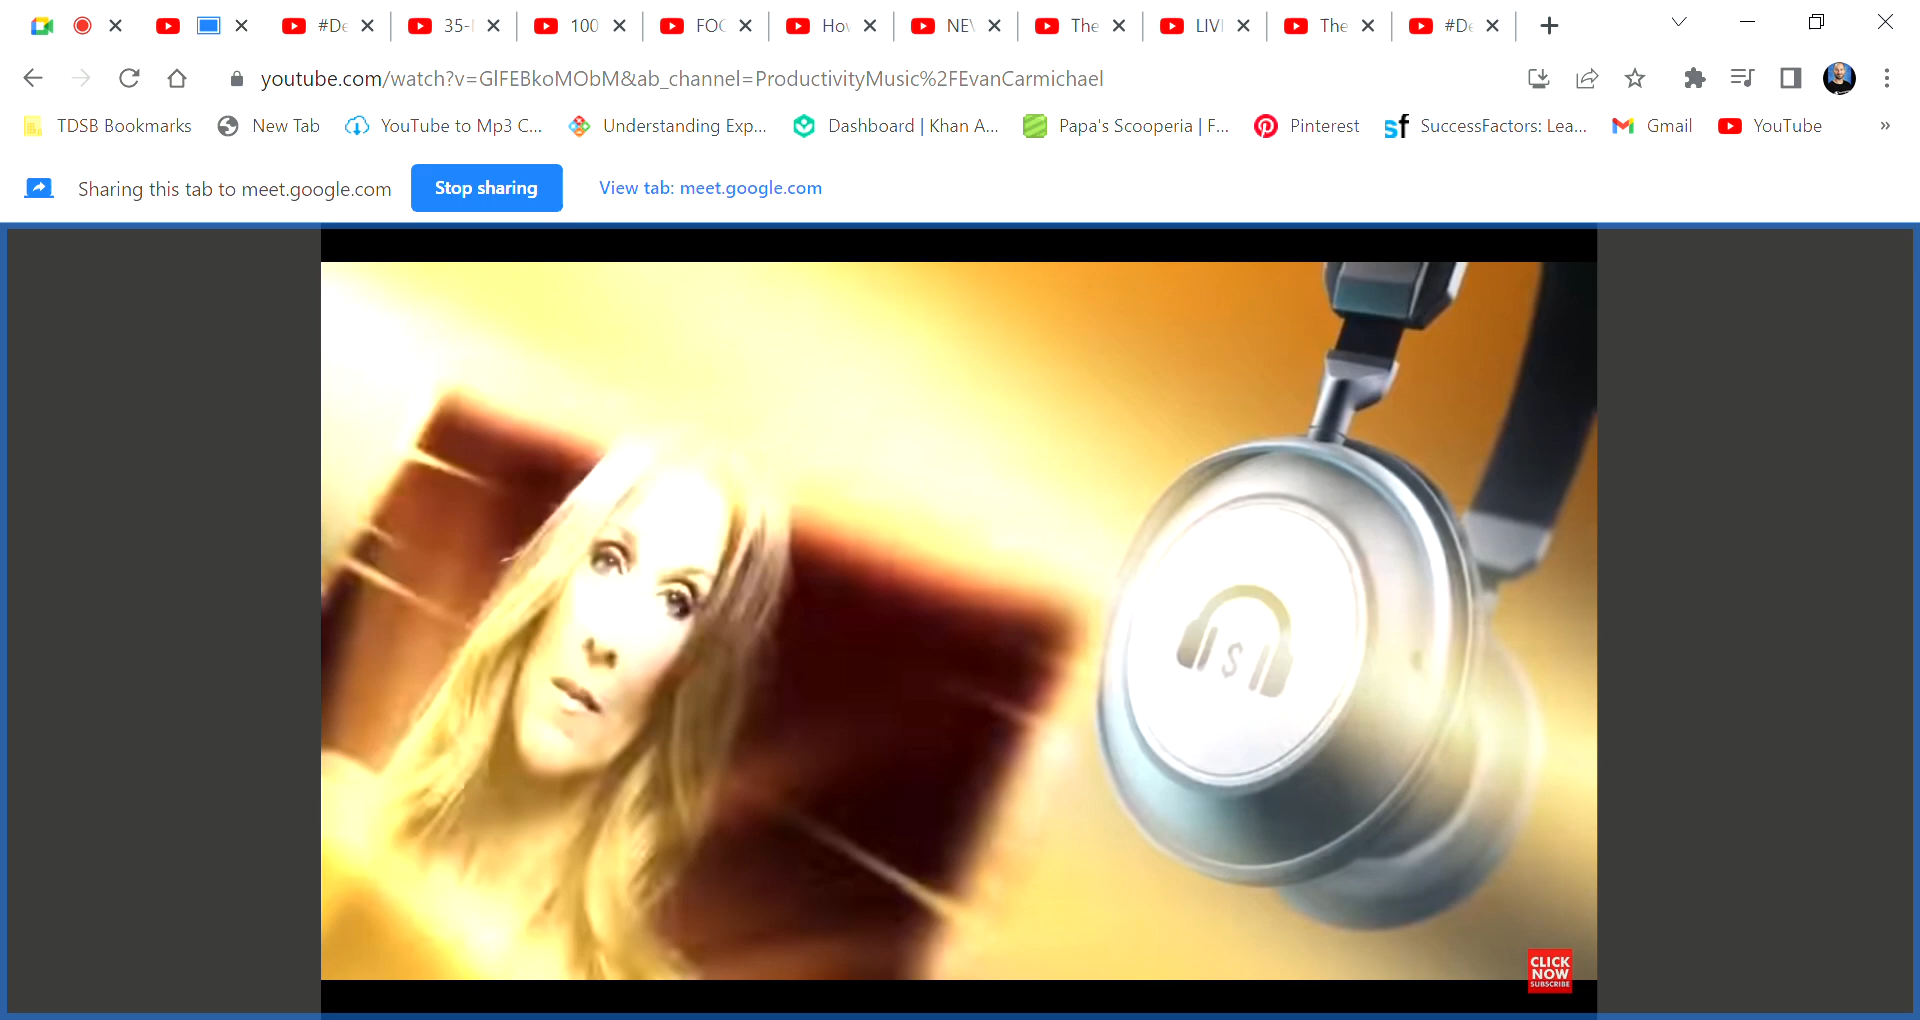 #De
35-
100
FOC
Hov
NEV
The
LIVI
The
#De
youtube.com/watch?v=GlFEBkoMObM&ab_channel=ProductivityMusic%2FEvanCarmichael
TDSB Bookmarks
New Tab
YouTube to Mp3 C...
Understanding Exp...
Dashboard | Khan A...
Papa's Scooperia | F...
Pinterest
sf
SuccessFactors: Lea...
Gmail
YouTube
»
Sharing this tab to meet.google.com
Stop sharing
View tab: meet.google.com
$
CLICK
NOW
SUBSCRIBE